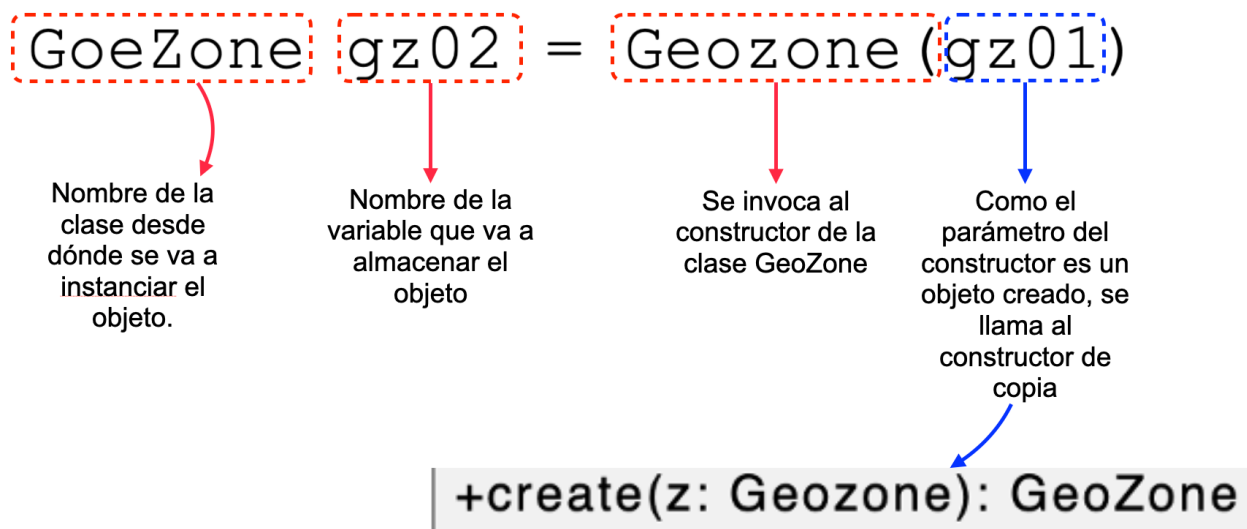 GoeZone gz02 = Geozone(gz01)
Nombre de la
clase desde
dónde se va a
instanciar el
objeto.
Nombre de la
variable que va a
almacenar el
objeto
Se invoca al
constructor de la
clase GeoZone
Como el
parámetro del
constructor es un
objeto creado, se
llama al
constructor de
copia
+create(z: Geozone): GeoZone